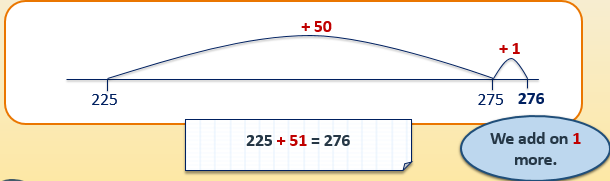 + 50
+ 1
225
275
276
225 + 51 = 276
We add on 1
more.